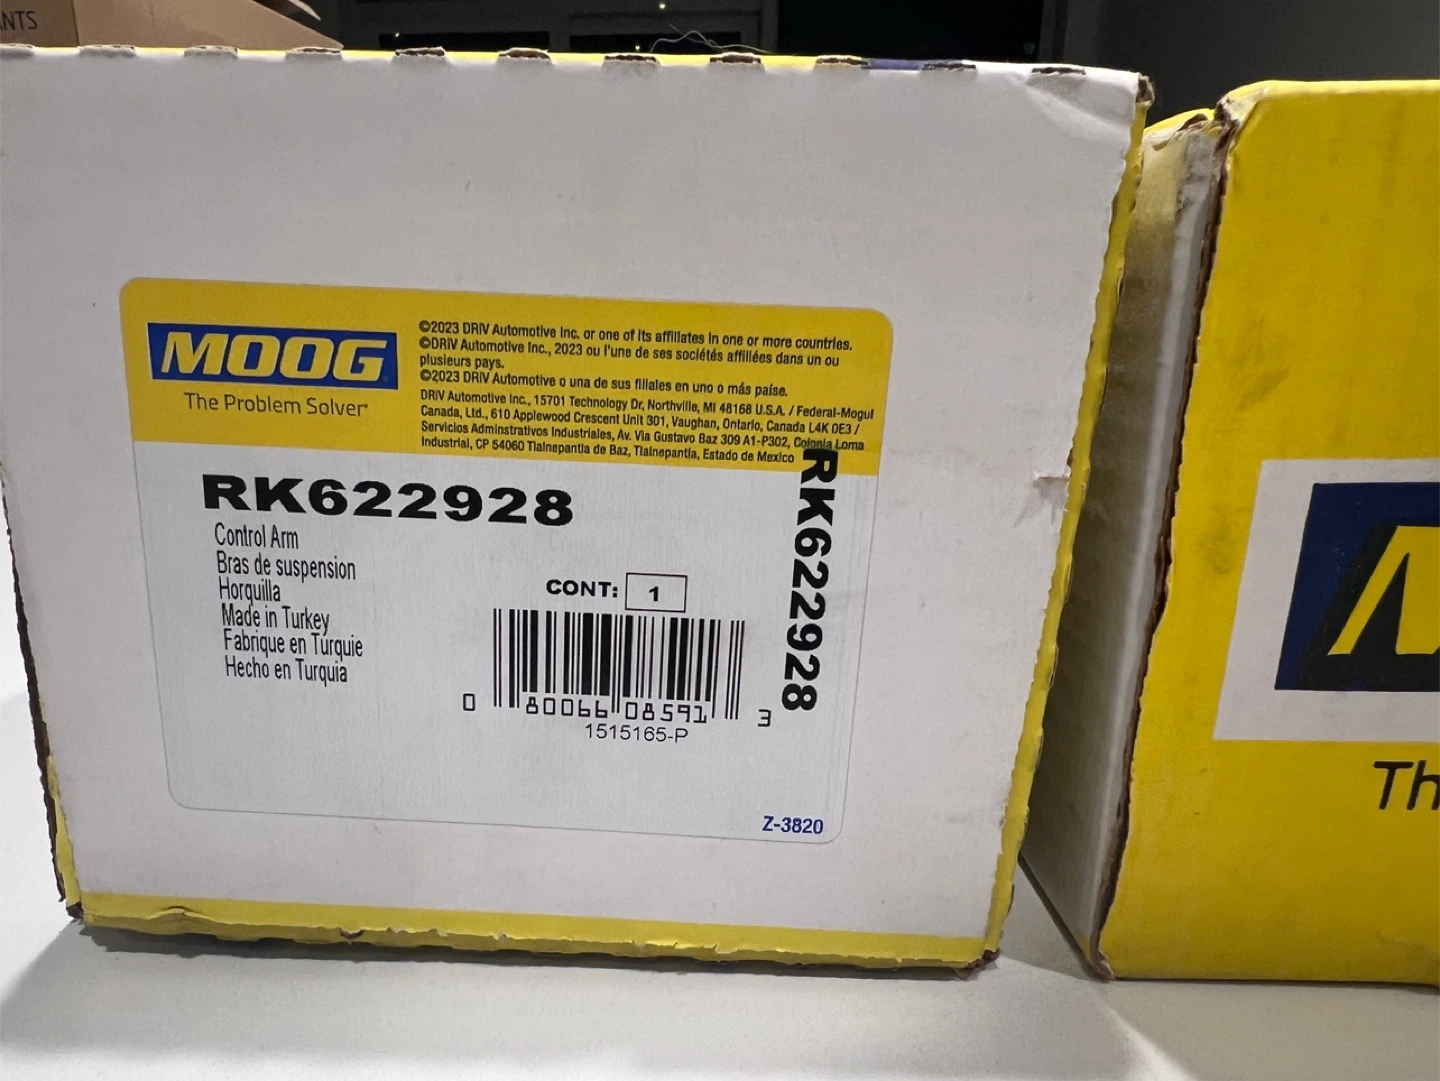 NTS
MOOG
The Problem Solver
©2023 DRiV Automotive Inc. or one of its affiliates in one or more countries.
©DRiV Automotive Inc., 2023 ou l'une de ses sociétés affiliées dans un ou
plusieurs pays.
©2023 DRiV Automotive o una de sus filiales en uno o más paíse.
DRiV Automotive Inc., 15701 Technology Dr, Northville, MI 48168 U.S.A. / Federal-Mogul
Canada, Ltd., 610 Applewood Crescent Unit 301, Vaughan, Ontario, Canada L4K 0E3 /
Servicios Adminstrativos Industriales, Av. Via Gustavo Baz 309 A1-P302, Colonia Loma
Industrial, CP 54060 Tlalnepantla de Baz, Tlalnepantla, Estado de Mexico
RK622928
Control Arm
Bras de suspension
Horquilla
Made in Turkey
Fabrique en Turquie
Hecho en Turquia
CONT: 1
0 80066 08591 3
1515165-P
RK622928
Z-3820
M
Th